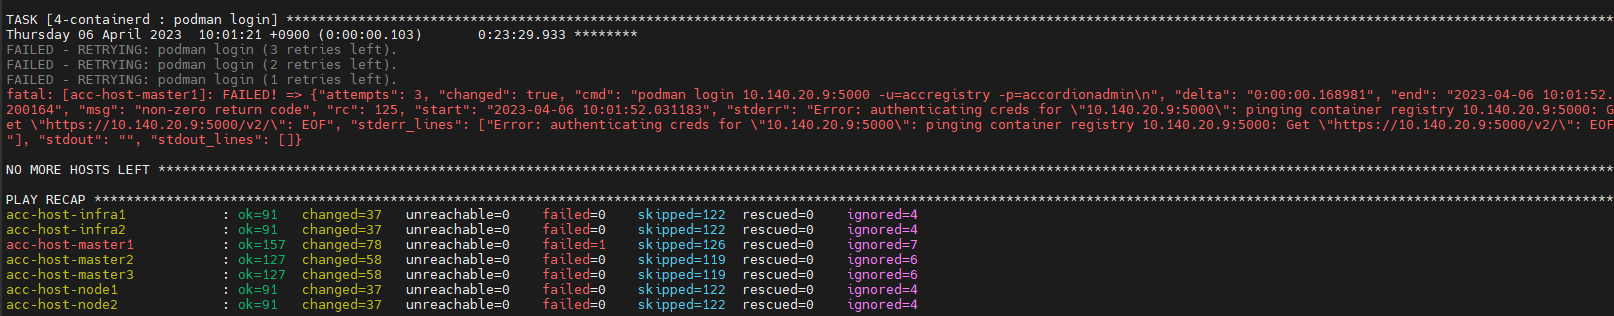 TASK [4-containerd : podman login] ****************************************************************************************************************************************************************************
Thursday 06 April 2023  10:01:21 +0900 (0:00:00.103)       0:23:29.933 ********
FAILED - RETRYING: podman login (3 retries left).
FAILED - RETRYING: podman login (2 retries left).
FAILED - RETRYING: podman login (1 retries left).
fatal: [acc-host-master1]: FAILED! => {"attempts": 3, "changed": true, "cmd": "podman login 10.140.20.9:5000 -u=accregistry -p=accordionadmin\n", "delta": "0:00:00.168981", "end": "2023-04-06 10:01:52.
200164", "msg": "non-zero return code", "rc": 125, "start": "2023-04-06 10:01:52.031183", "stderr": "Error: authenticating creds for \"10.140.20.9:5000\": pinging container registry 10.140.20.9:5000: G
et \"https://10.140.20.9:5000/v2/\": EOF", "stderr_lines": ["Error: authenticating creds for \"10.140.20.9:5000\": pinging container registry 10.140.20.9:5000: Get \"https://10.140.20.9:5000/v2/\": EOF
"], "stdout": "", "stdout_lines": []}
NO MORE HOSTS LEFT ********************************************************************************************************************************************************************************************
PLAY RECAP ****************************************************************************************************************************************************************************************************
acc-host-infra1            : ok=91   changed=37   unreachable=0    failed=0    skipped=122  rescued=0    ignored=4
acc-host-infra2            : ok=91   changed=37   unreachable=0    failed=0    skipped=122  rescued=0    ignored=4
acc-host-master1           : ok=157  changed=78   unreachable=0    failed=1    skipped=126  rescued=0    ignored=7
acc-host-master2           : ok=127  changed=58   unreachable=0    failed=0    skipped=119  rescued=0    ignored=6
acc-host-master3           : ok=127  changed=58   unreachable=0    failed=0    skipped=119  rescued=0    ignored=6
acc-host-node1             : ok=91   changed=37   unreachable=0    failed=0    skipped=122  rescued=0    ignored=4
acc-host-node2             : ok=91   changed=37   unreachable=0    failed=0    skipped=122  rescued=0    ignored=4